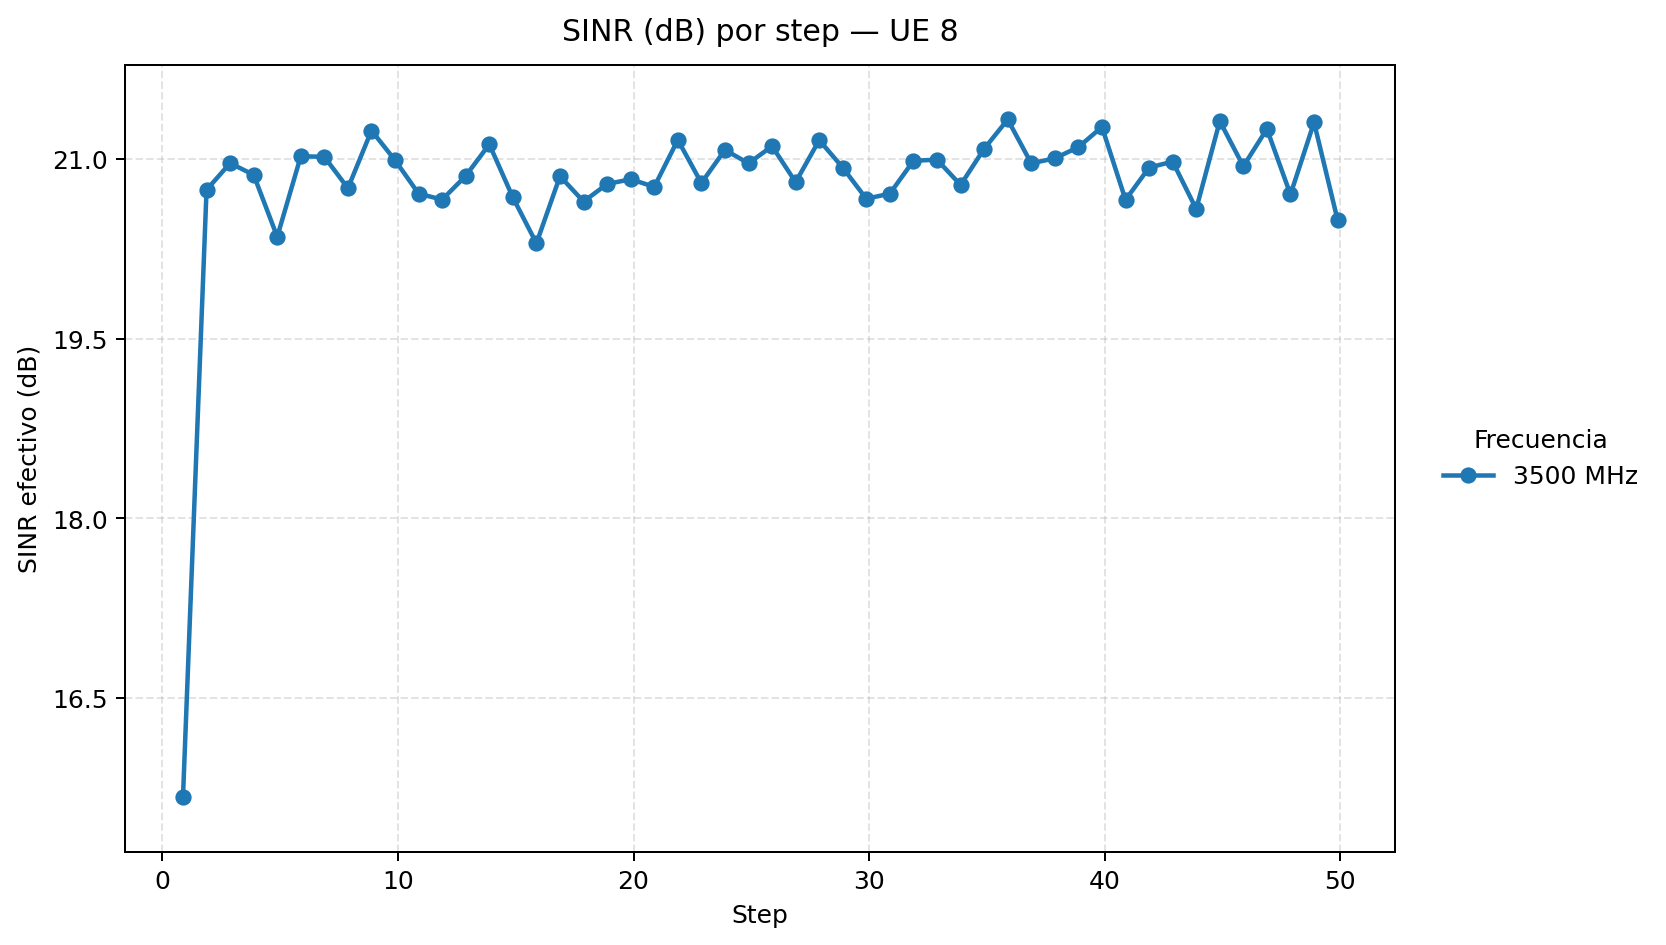 SINR (dB) por step — UE 8
SINR efectivo (dB)
21.0
19.5
18.0
16.5
0 10 20 30 40 50
Step
Frecuencia
3500 MHz